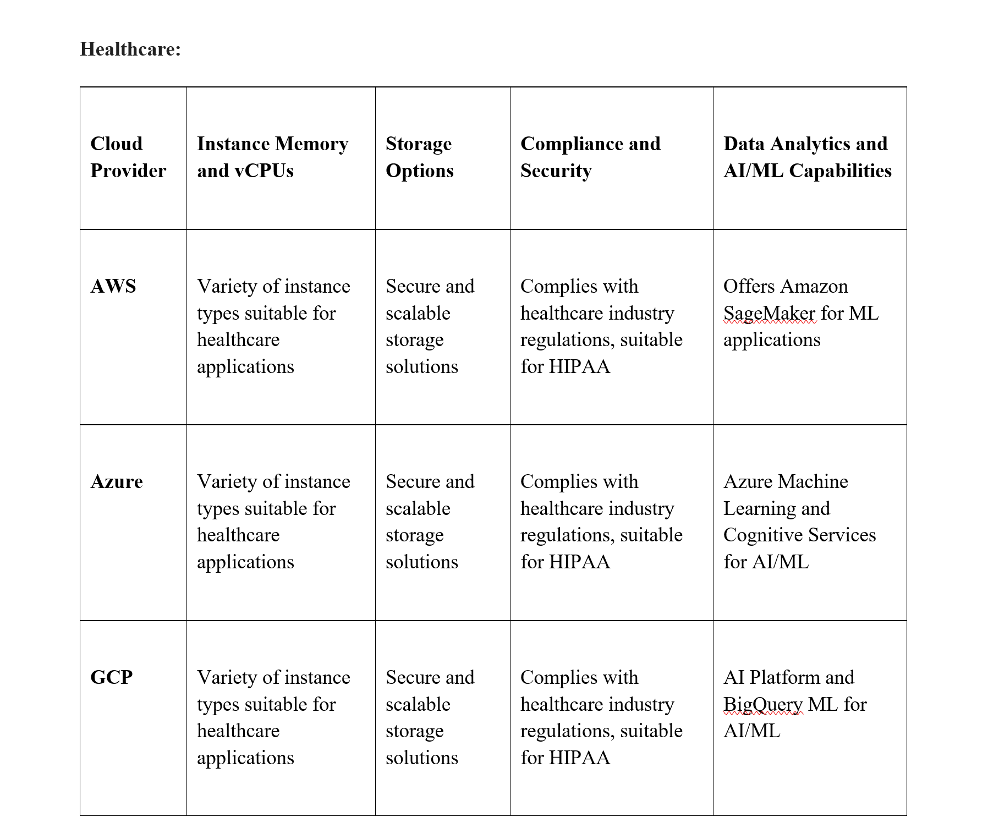 Healthcare:
Cloud
Provider
Instance Memory
and vCPUs
Storage
Options
Compliance and
Security
Data Analytics and
AI/ML Capabilities
AWS
Variety of instance
types suitable for
healthcare
applications
Secure and
scalable
storage
solutions
Complies with
healthcare industry
regulations, suitable
for HIPAA
Offers Amazon
SageMaker for ML
applications
Azure
Variety of instance
types suitable for
healthcare
applications
Secure and
scalable
storage
solutions
Complies with
healthcare industry
regulations, suitable
for HIPAA
Azure Machine
Learning and
Cognitive Services
for AI/ML
GCP
Variety of instance
types suitable for
healthcare
applications
Secure and
scalable
storage
solutions
Complies with
healthcare industry
regulations, suitable
for HIPAA
AI Platform and
BigQuery ML for
AI/ML